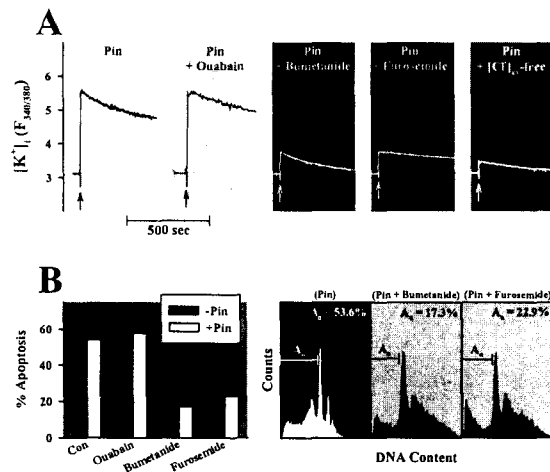 A
Pin
Pin
+ Ouabain
Pin
+ Bumetanide
Pin
+ Furosemide
Pin
+ [Cl]-free
[K+]i (F340/380)
6
5
4
3
500 sec
B
-Pin
+Pin
% Apoptosis
60
40
20
0
Con
Ouabain
Bumetanide
Furosemide
(Pin)
(Pin + Bumetanide)
(Pin + Furosemide)
53.6%
Ao = 17.3%
Ao = 22.9%
Ao
Ao
Counts
DNA Content